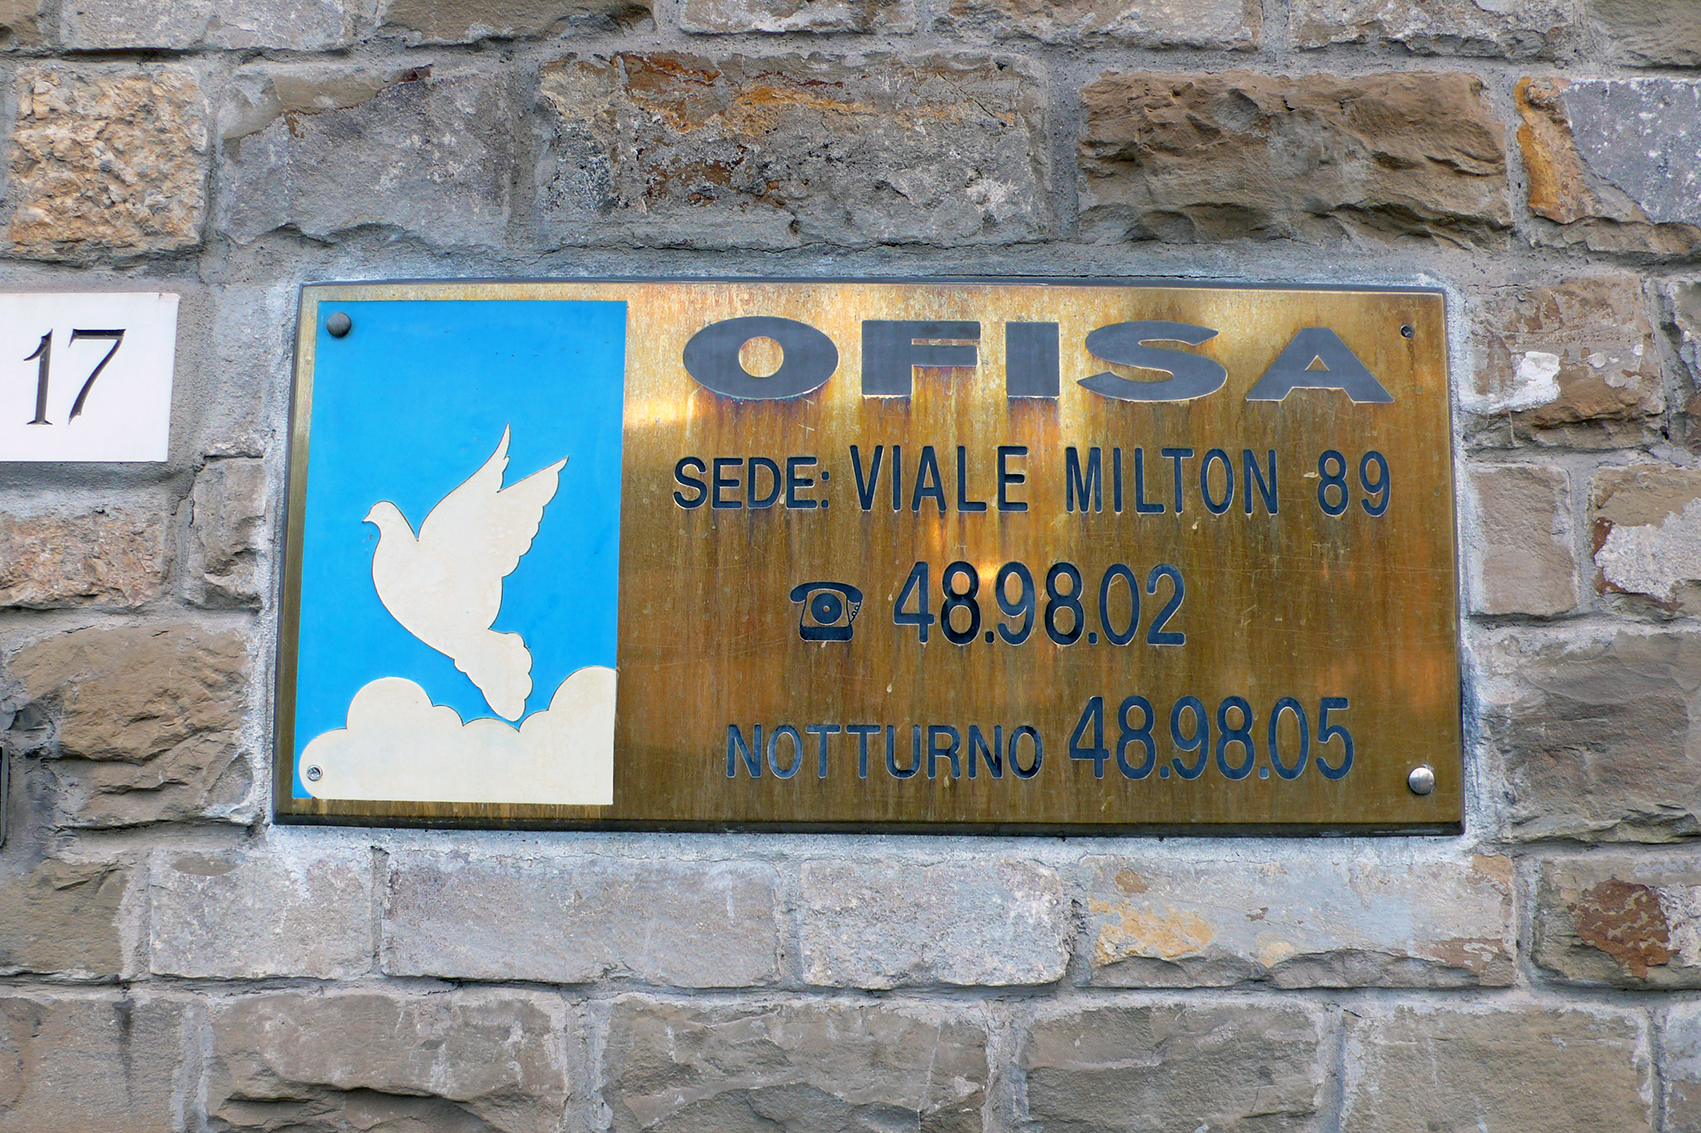 17
OFISA
SEDE: VIALE MILTON 89
48.98.02
NOTTURNO 48.98.05